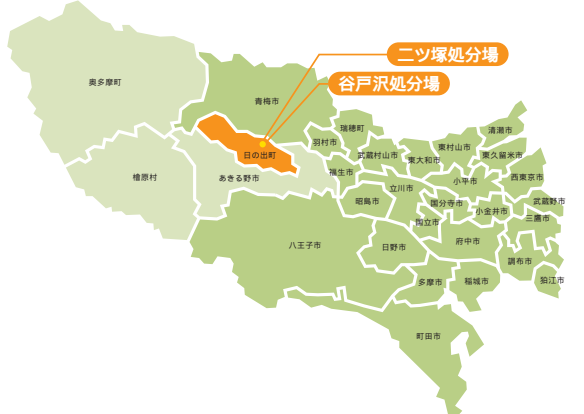 二ツ塚処分場
谷戸沢処分場
奥多摩町
青梅市
瑞穂町
羽村市
清瀬市
東村山市
武蔵村山市
東大和市
東久留米市
日の出町
檜原村
あきる野市
福生市
小平市
西東京市
立川市
昭島市
国分寺市
小金井市
武蔵野市
三鷹市
国立市
八王子市
日野市
府中市
調布市
多摩市
稲城市
狛江市
町田市